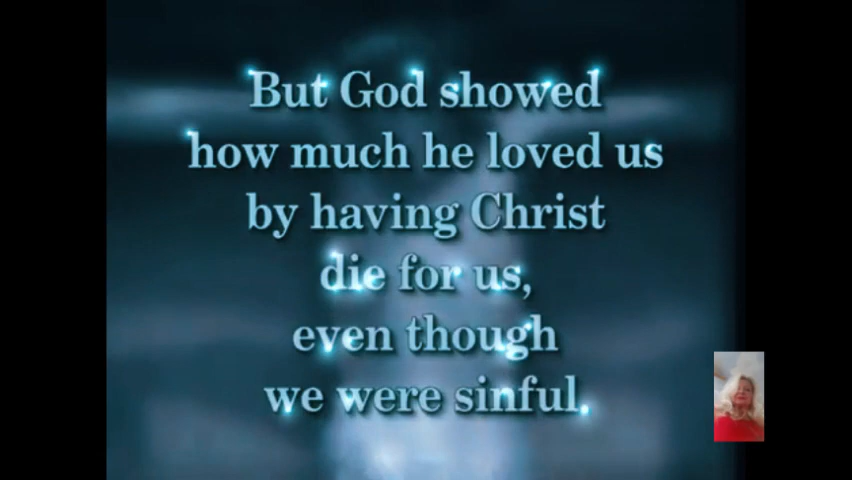 But God showed
how much he loved us
by having Christ
die for us,
even though
we were sinful.